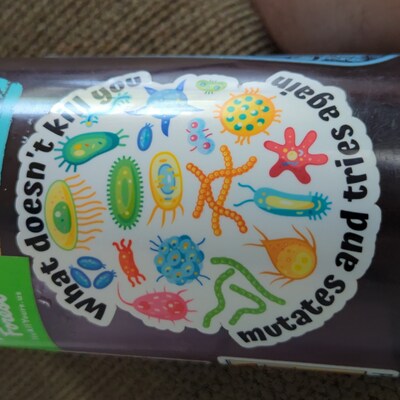 What doesn't kill you
mutates and tries again